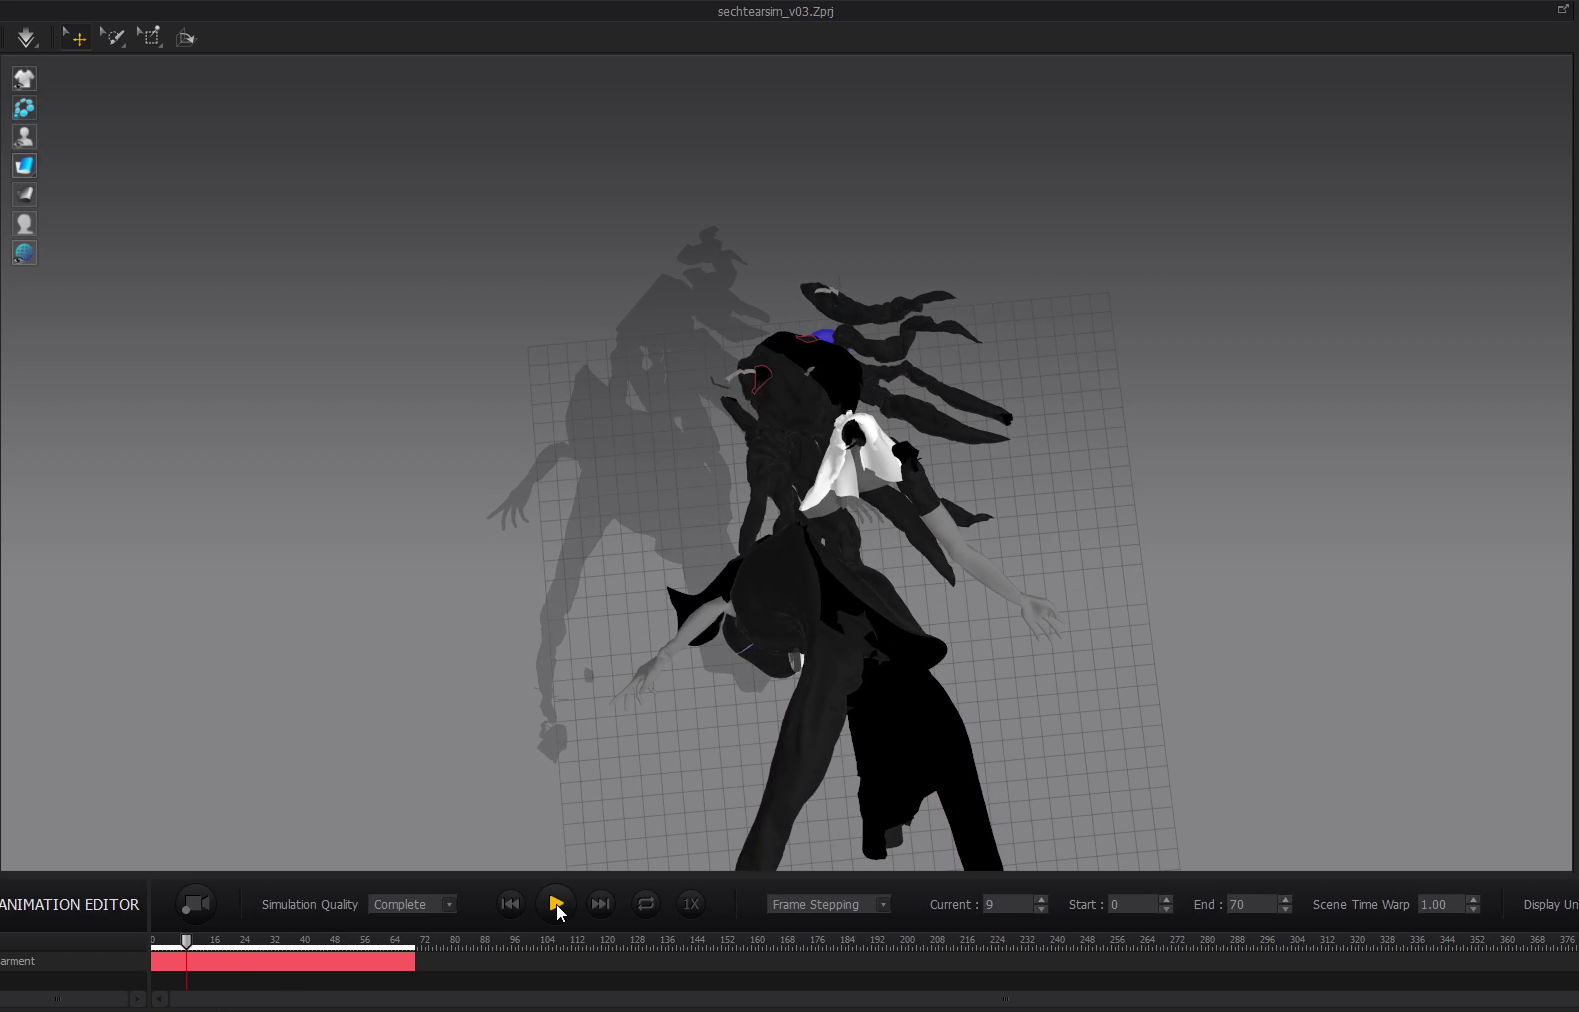 sechtearsim_v03.Zprj
ANIMATION EDITOR
Simulation Quality Complete
1X
Frame Stepping
Current : 9
Start : 0
End : 70
Scene Time Warp 1.00
Display Un
0 16 24 32 40 48 56 64 72 80 88 96 104 112 120 128 136 144 152 160 168 176 184 192 200 208 216 224 232 240 248 256 264 272 280 288 296 304 312 320 328 336 344 352 360 368 376
arment